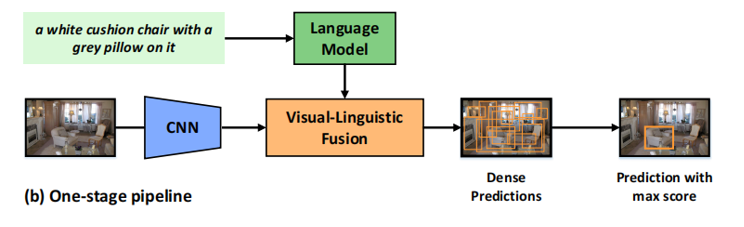 a white cushion chair with a
grey pillow on it
Language
Model
CNN
Visual-Linguistic
Fusion
Dense
Predictions
Prediction with
max score
(b) One-stage pipeline